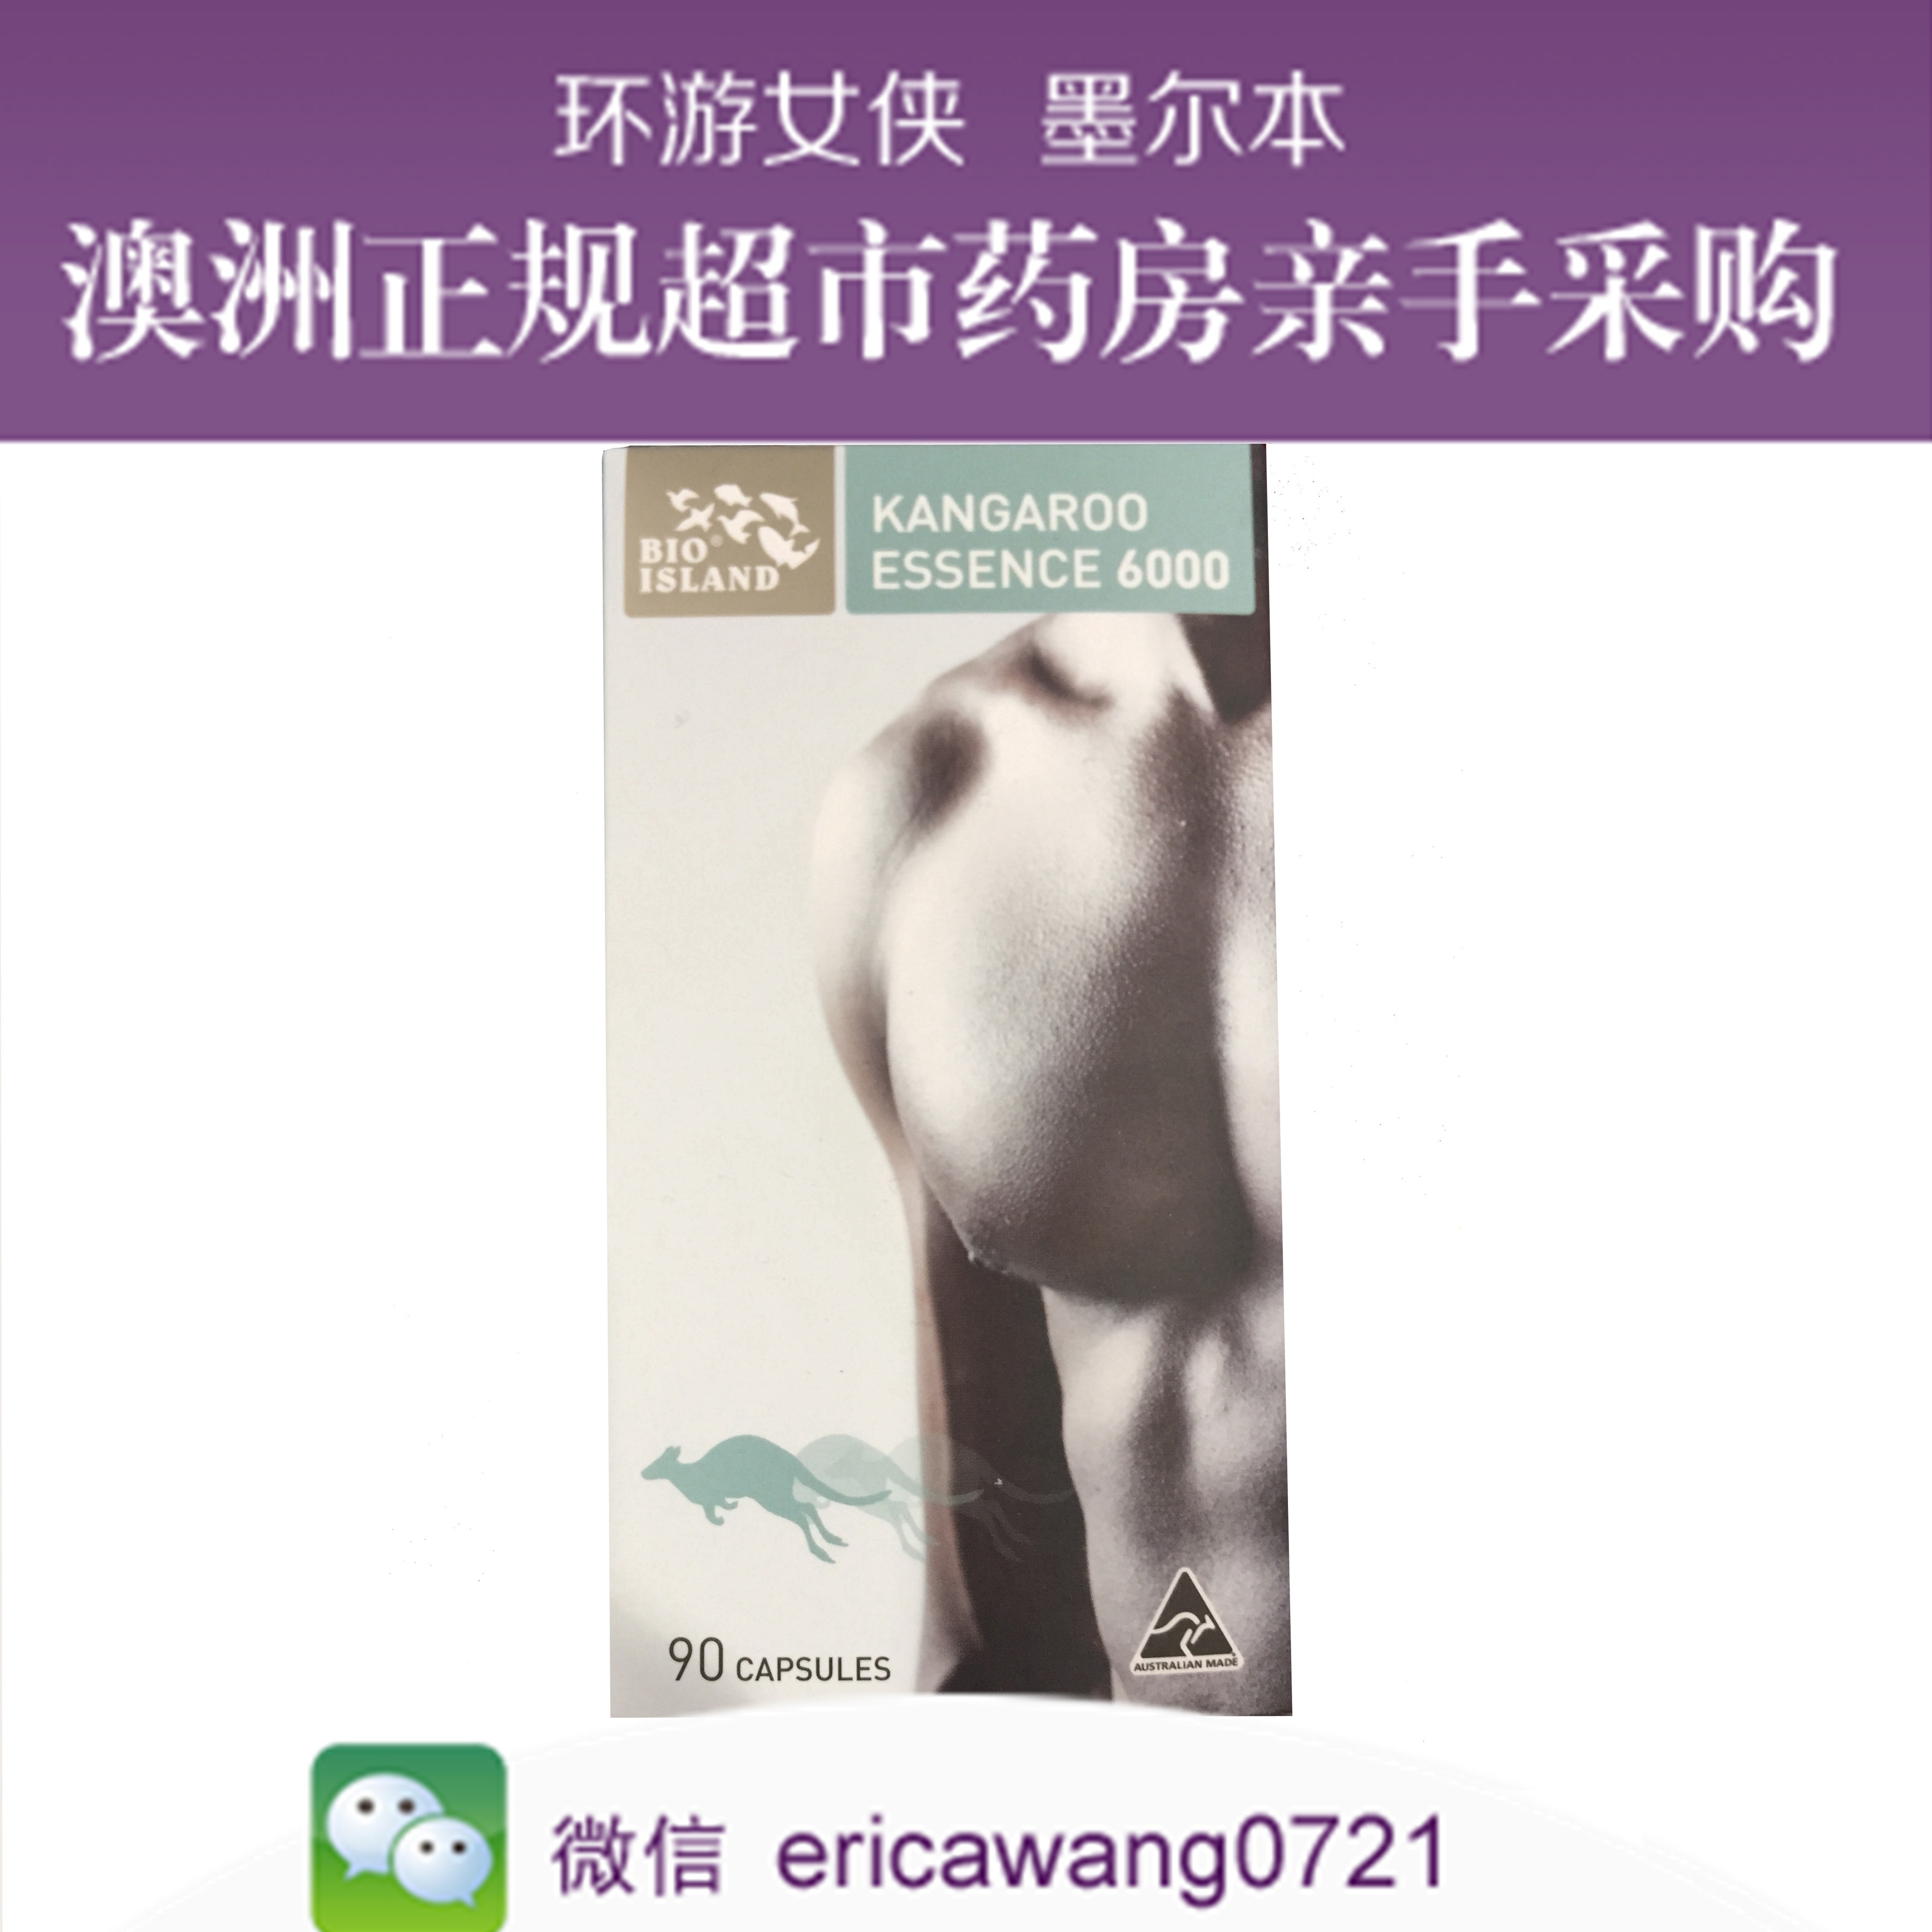 环游女侠 墨尔本
澳洲正规超市药房亲手采购
BIO®
ISLAND
KANGAROO
ESSENCE 6000
90 CAPSULES
AUSTRALIAN MADE
微信 ericawang0721